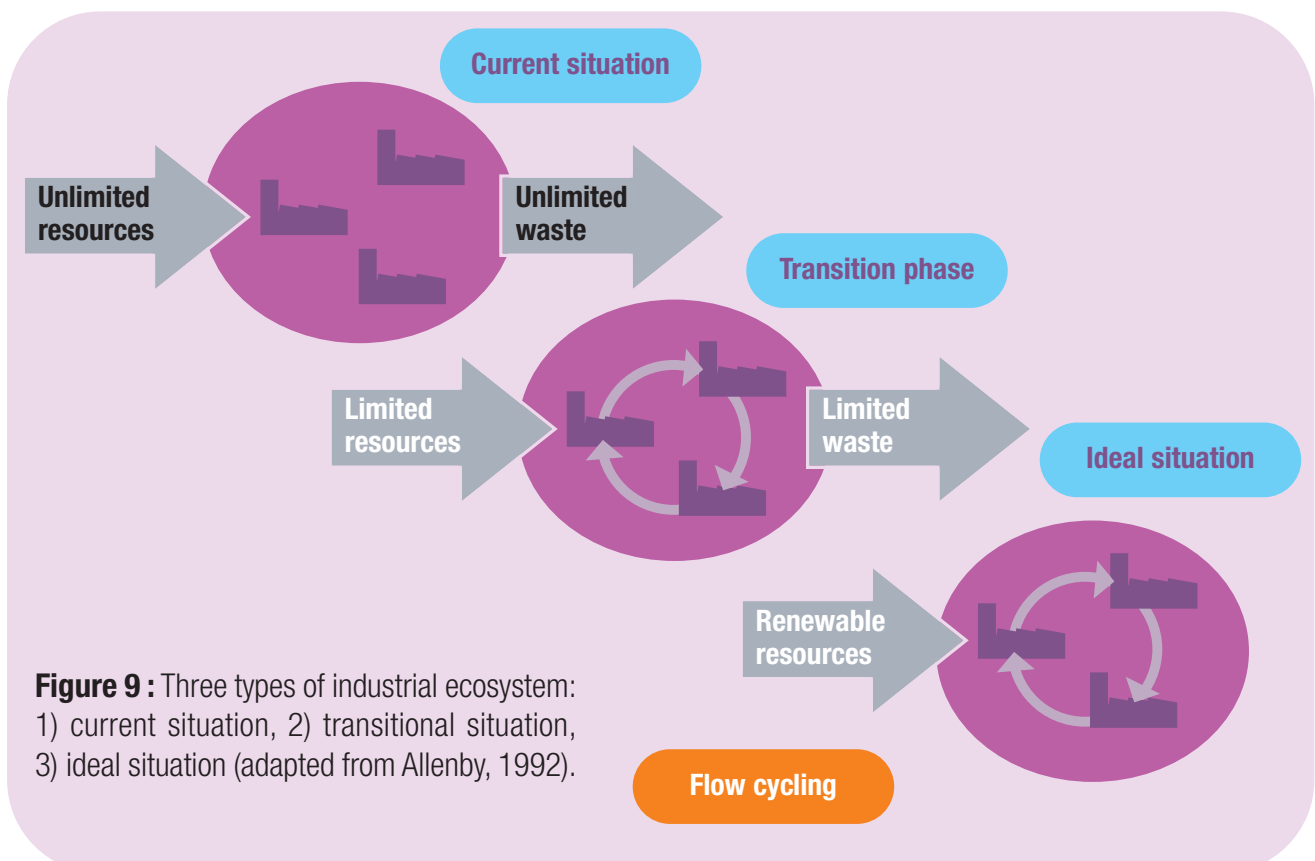 Current situation
Unlimited
resources
Unlimited
waste
Transition phase
Limited
resources
Limited
waste
Ideal situation
Renewable
resources
Figure 9 : Three types of industrial ecosystem:
1) current situation, 2) transitional situation,
3) ideal situation (adapted from Allenby, 1992).
Flow cycling